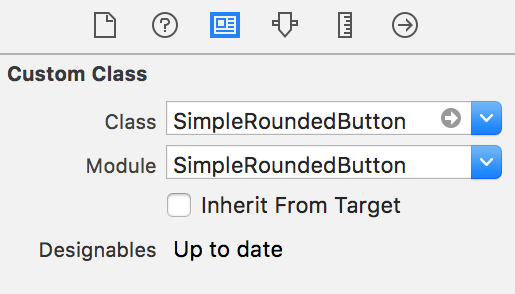 Custom Class
Class SimpleRoundedButton
Module SimpleRoundedButton
Inherit From Target
Designables Up to date